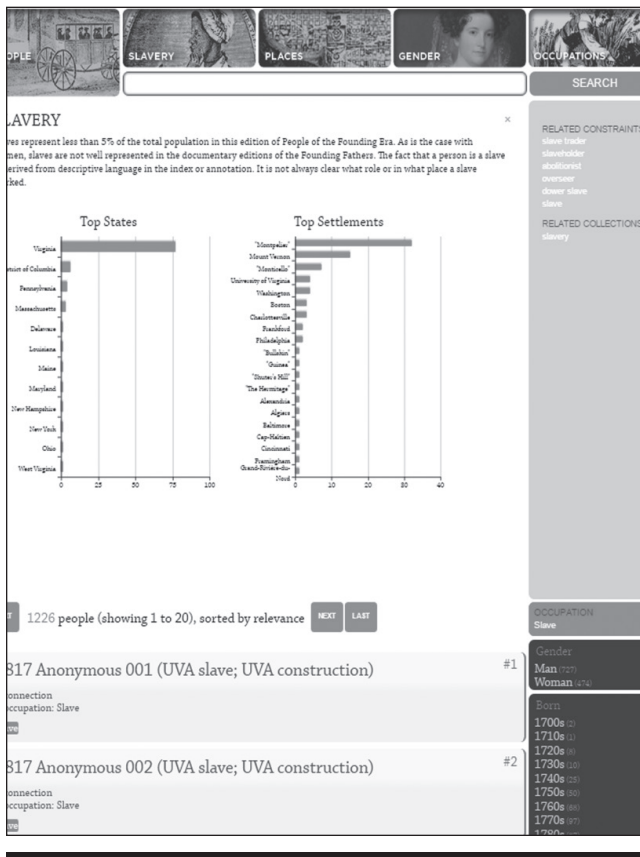 OPLE
SLAVERY
PLACES
GENDER
OCCUPATIONS
SEARCH
LAVERY
×
ves represent less than 5% of the total population in this edition of People of the Founding Era. As is the case with
men, slaves are not well represented in the documentary editions of the Founding Fathers. The fact that a person is a slave
erived from descriptive language in the index or annotation. It is not always clear what role or in what place a slave
rked.
RELATED CONSTRAINTS
slave trader
slaveholder
abolitionist
overseer
dower slave
slave
RELATED COLLECTIONS
slavery
Top States
Virginia
istrict of Columbia
Pennsylvania
Massachusetts
Delaware
Louisiana
Maine
Maryland
New Hampshire
New York
Ohio
West Virginia
0 25 50 75 100
Top Settlements
"Montpelier"
Mount Vernon
"Monticello"
University of Virginia
Washington
Boston
Charlottesville
Frankford
Philadelphia
"Bullskin"
"Guinea"
"Shuter's Hill"
"The Hermitage"
Alexandria
Algiers
Baltimore
Cap-Haïtien
Cincinnati
Framingham
Grand-Rivière-du-
Nord
0 10 20 30 40
1226 people (showing 1 to 20), sorted by relevance
NEXT
LAST
OCCUPATION
Slave
Gender
Man (727)
Woman (474)
Born
1700s (2)
1710s (1)
1720s (6)
1730s (10)
1740s (25)
1750s (50)
1760s (66)
1770s (97)
1780s
817 Anonymous 001 (UVA slave; UVA construction)
#1
onnection
ccupation: Slave
817 Anonymous 002 (UVA slave; UVA construction)
#2
onnection
ccupation: Slave